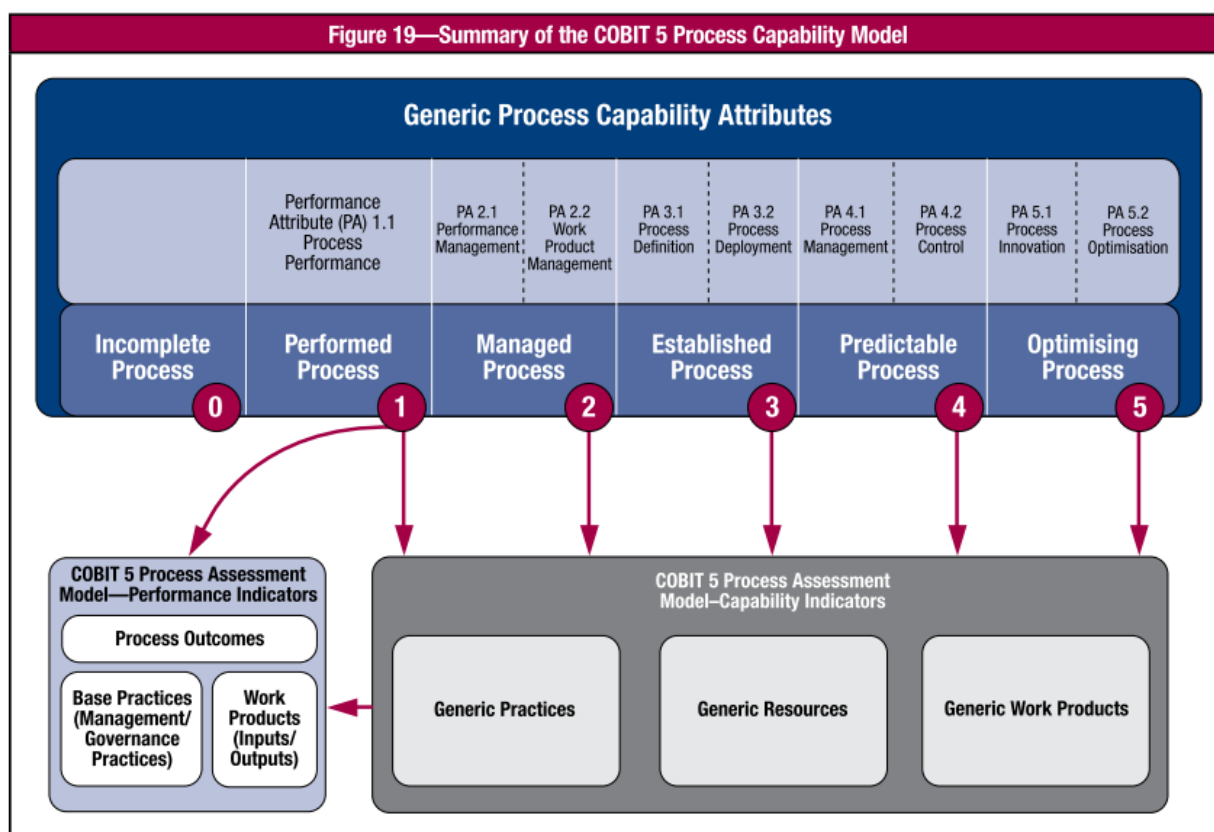 Figure 19—Summary of the COBIT 5 Process Capability Model
Generic Process Capability Attributes
Performance
Attribute (PA) 1.1
Process
Performance
PA 2.1
Performance
Management
PA 2.2
Work
Product
Management
PA 3.1
Process
Definition
PA 3.2
Process
Deployment
PA 4.1
Process
Management
PA 4.2
Process
Control
PA 5.1
Process
Innovation
PA 5.2
Process
Optimisation
Incomplete
Process
0
Performed
Process
1
Managed
Process
2
Established
Process
3
Predictable
Process
4
Optimising
Process
5
COBIT 5 Process Assessment
Model—Performance Indicators
Process Outcomes
Base Practices
(Management/
Governance
Practices)
Work
Products
(Inputs/
Outputs)
COBIT 5 Process Assessment
Model–Capability Indicators
Generic Practices
Generic Resources
Generic Work Products